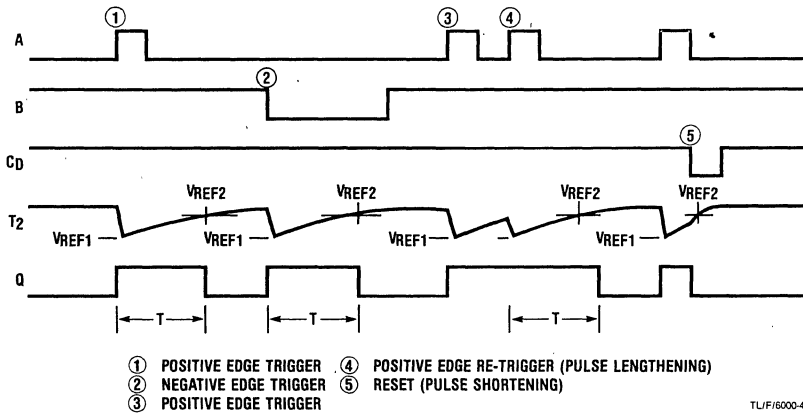 ① ③ ④
A
②
B
⑤
CD
VREF2 VREF2 VREF2 VREF2
T2
VREF1 VREF1 VREF1 VREF1
Q
T T T
① POSITIVE EDGE TRIGGER ④ POSITIVE EDGE RE-TRIGGER (PULSE LENGTHENING)
② NEGATIVE EDGE TRIGGER ⑤ RESET (PULSE SHORTENING)
③ POSITIVE EDGE TRIGGER
TL/F/6000-4